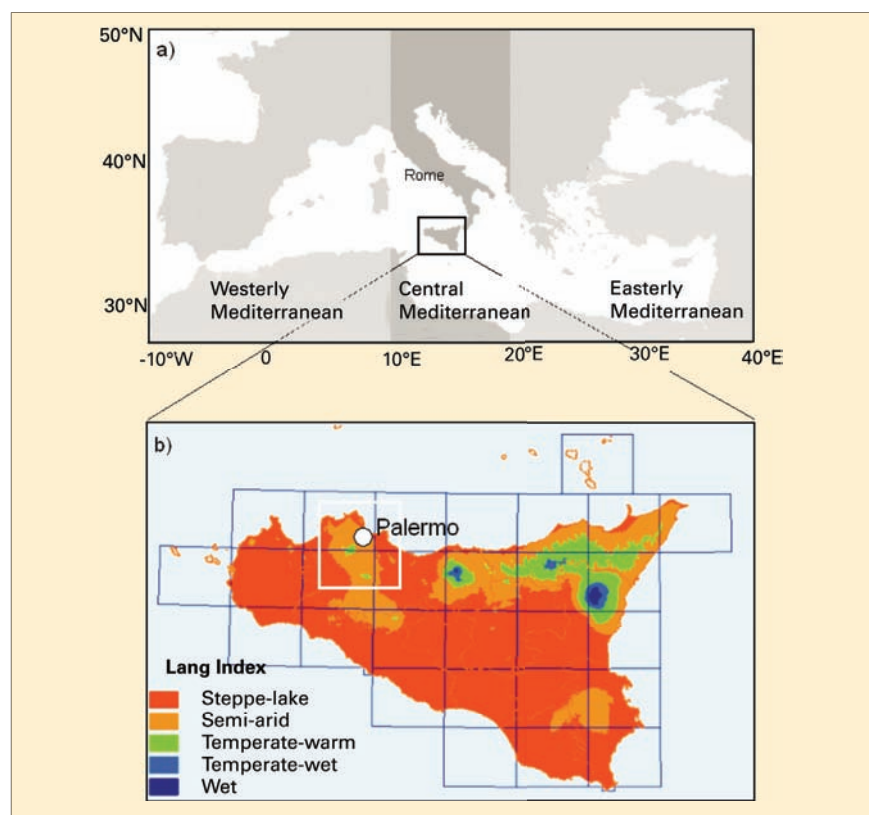 50°N
a)
40°N
Rome
30°N
Westerly
Mediterranean
Central
Mediterranean
Easterly
Mediterranean
-10°W
0
10°E
20°E
30°E
40°E
b)
Palermo
Lang Index
Steppe-lake
Semi-arid
Temperate-warm
Temperate-wet
Wet